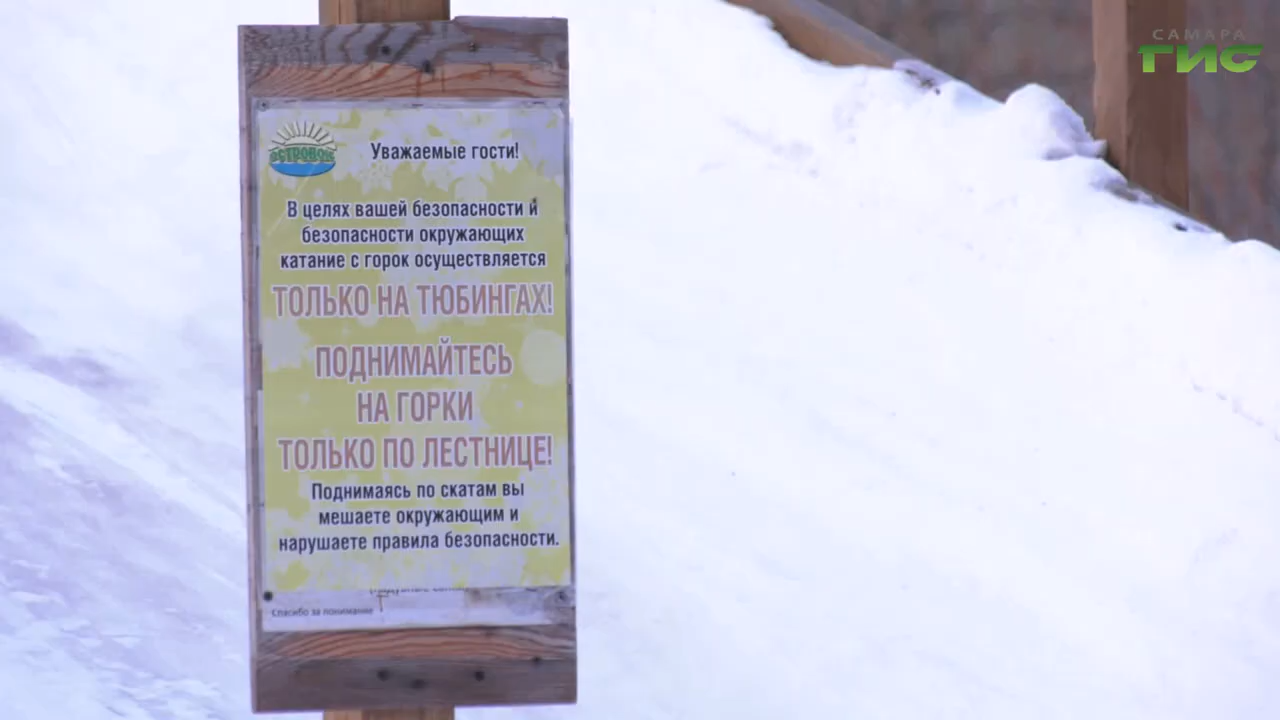 САМАРА
ГИС
ОСТРОВОК
Уважаемые гости!
В целях вашей безопасности и
безопасности окружающих
катание с горок осуществляется
ТОЛЬКО НА ТЮБИНГАХ!
ПОДНИМАЙТЕСЬ
НА ГОРКИ
ТОЛЬКО ПО ЛЕСТНИЦЕ!
Поднимаясь по скатам вы
мешаете окружающим и
нарушаете правила безопасности.
Спасибо за понимание